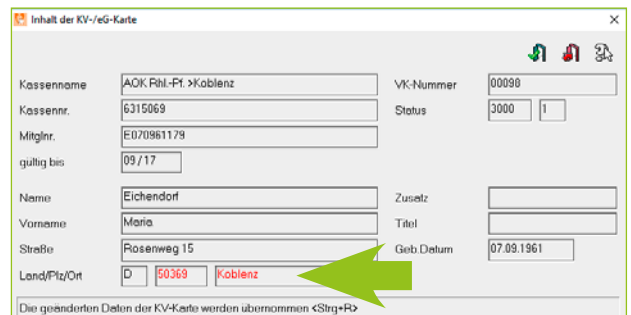 Inhalt der KV-/eG-Karte
Kassenname AOK Rhl.-Pf. >Koblenz VK-Nummer 00090
Kassennr. 6315069 Status 3000 1
Mitglnr. E070961179
gültig bis 09/17
Name Eichendorf Zusatz
Vorname Maria Titel
Straße Rosenweg 15 Geb.Datum 07.09.1961
Land/Plz/Ort D 50369 Koblenz
Die geänderten Daten der KV-Karte werden übernommen <Strg+R>